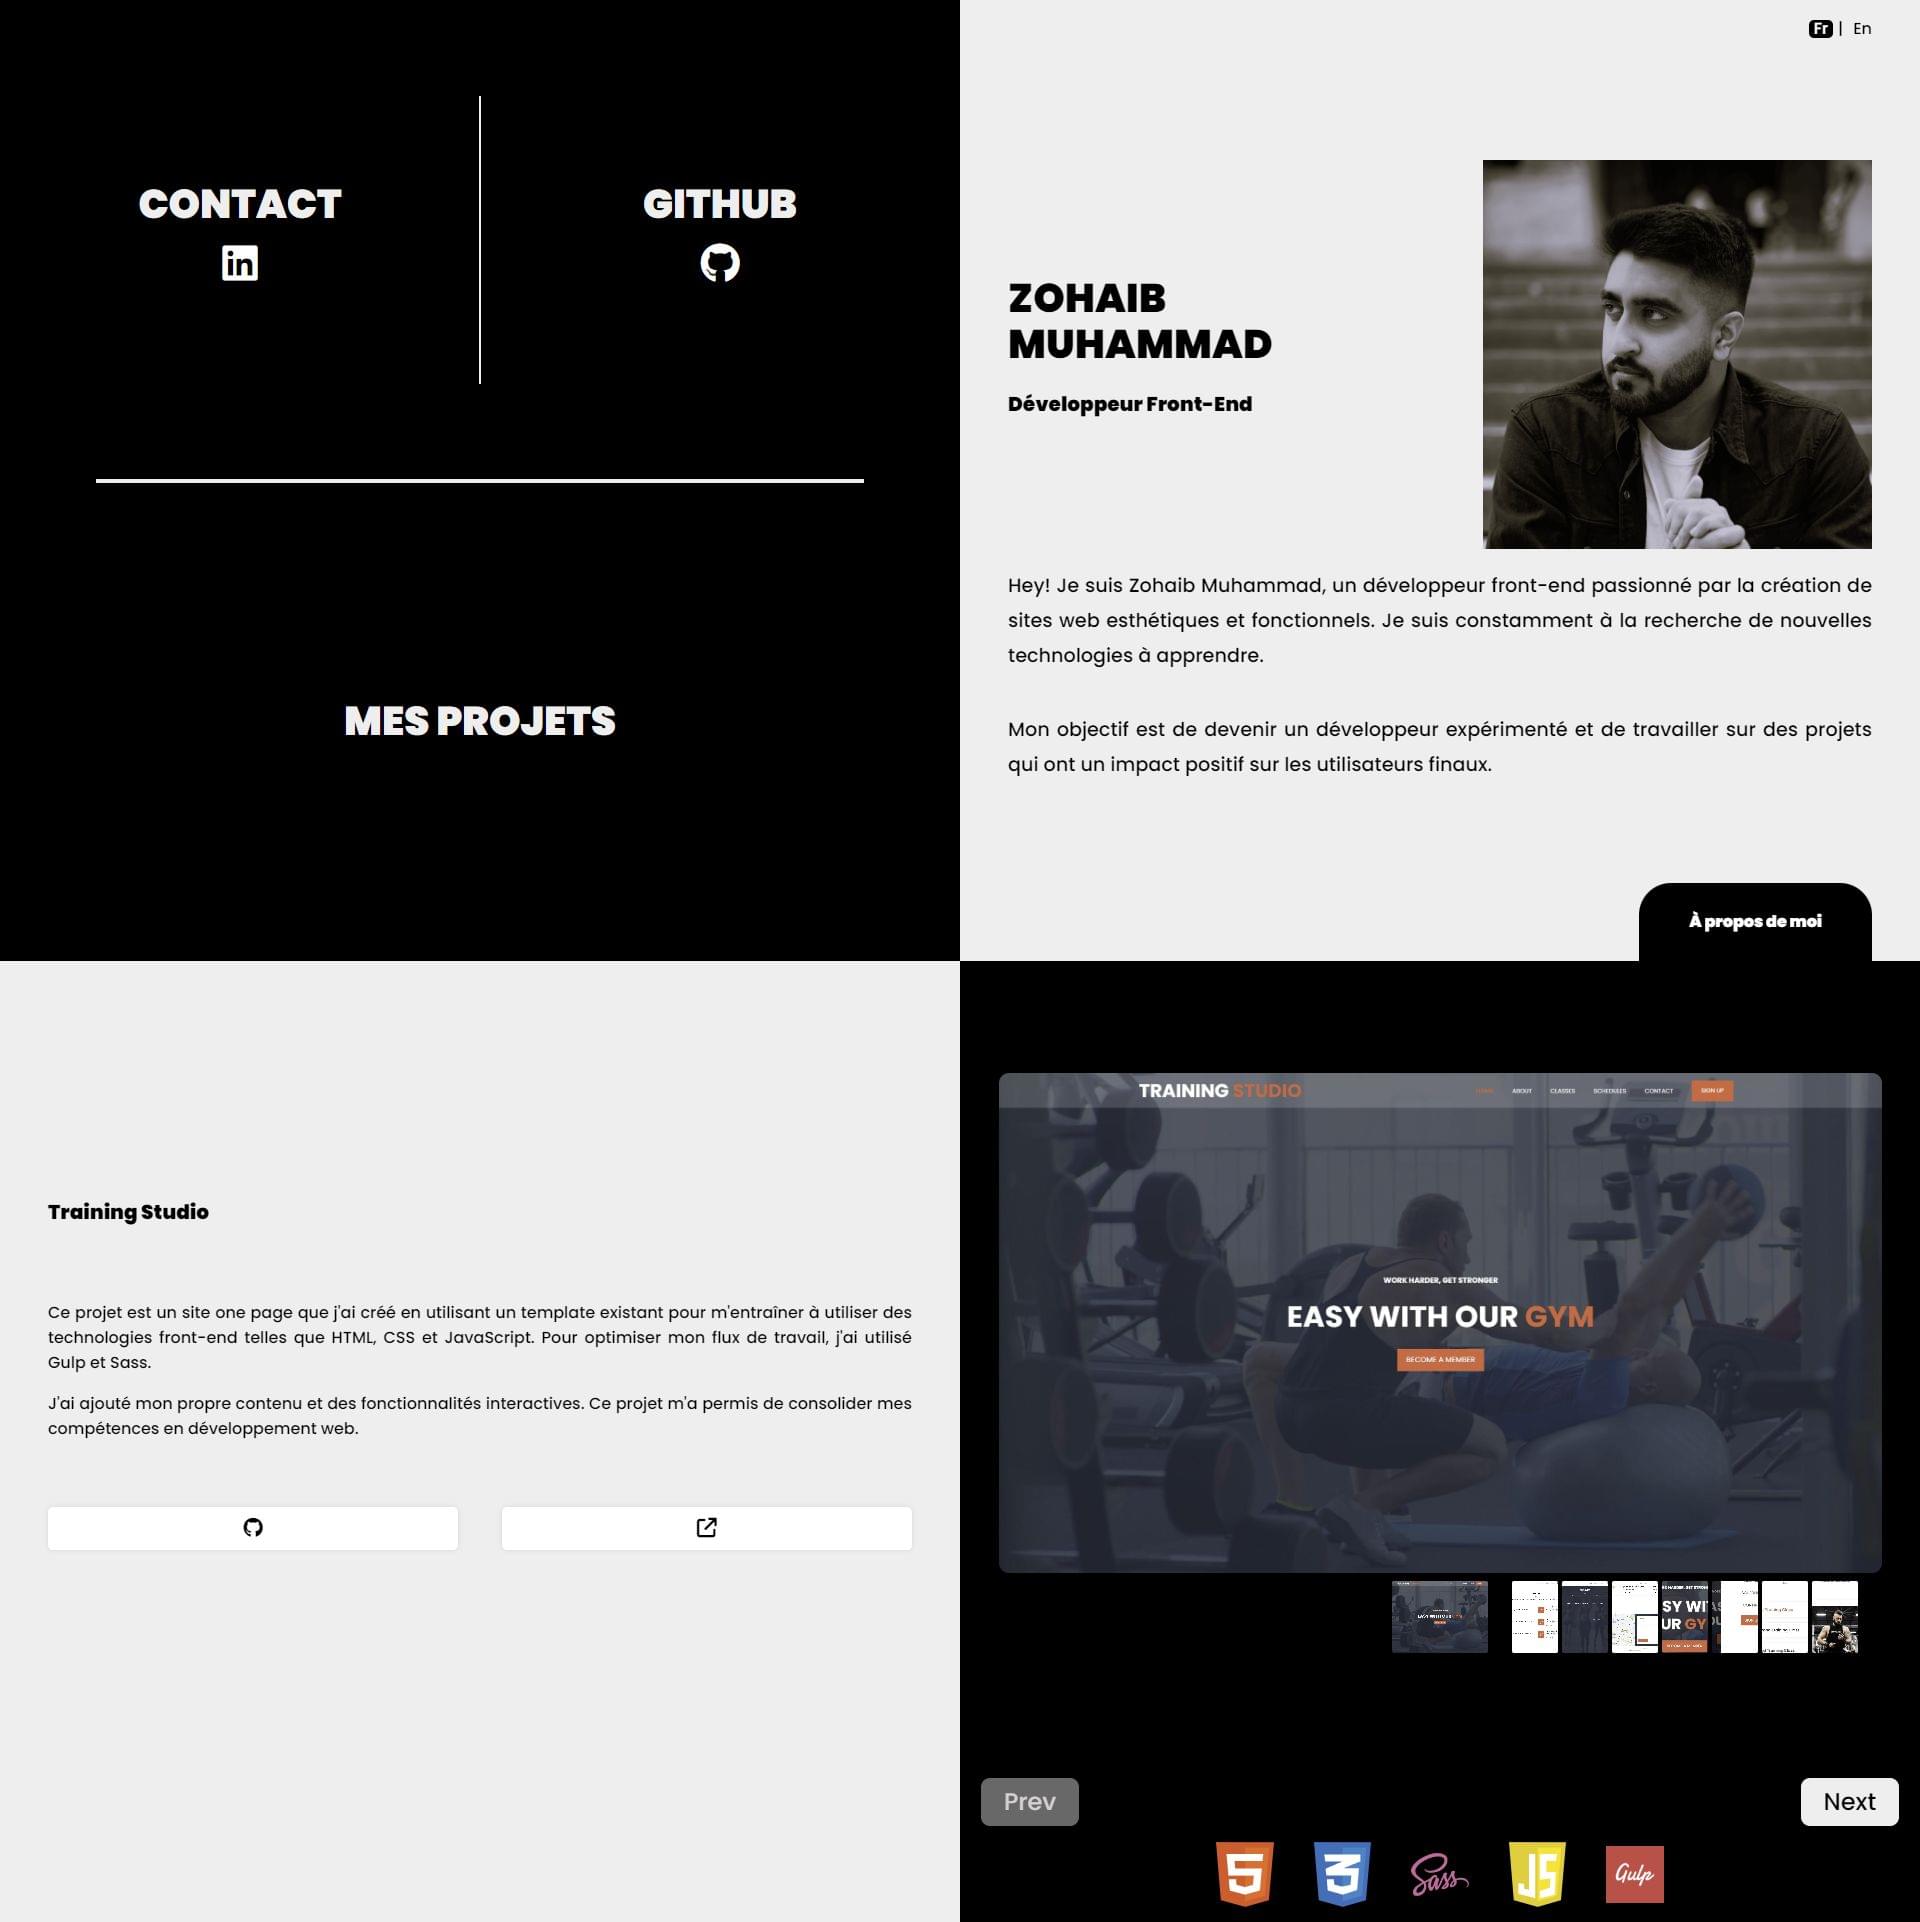 CONTACT
in
GITHUB
MES PROJETS
Fr | En
ZOHAIB
MUHAMMAD
Développeur Front-End
Hey! Je suis Zohaib Muhammad, un développeur front-end passionné par la création de
sites web esthétiques et fonctionnels. Je suis constamment à la recherche de nouvelles
technologies à apprendre.
Mon objectif est de devenir un développeur expérimenté et de travailler sur des projets
qui ont un impact positif sur les utilisateurs finaux.
À propos de moi
Training Studio
Ce projet est un site one page que j'ai créé en utilisant un template existant pour m'entraîner à utiliser des
technologies front-end telles que HTML, CSS et JavaScript. Pour optimiser mon flux de travail, j'ai utilisé
Gulp et Sass.
J'ai ajouté mon propre contenu et des fonctionnalités interactives. Ce projet m'a permis de consolider mes
compétences en développement web.
TRAINING STUDIO
HOME ABOUT CLASSES SCHEDULES CONTACT SIGN UP
WORK HARDER, GET STRONGER
EASY WITH OUR GYM
BECOME A MEMBER
Prev
Next
5 3 Sass JS Gulp